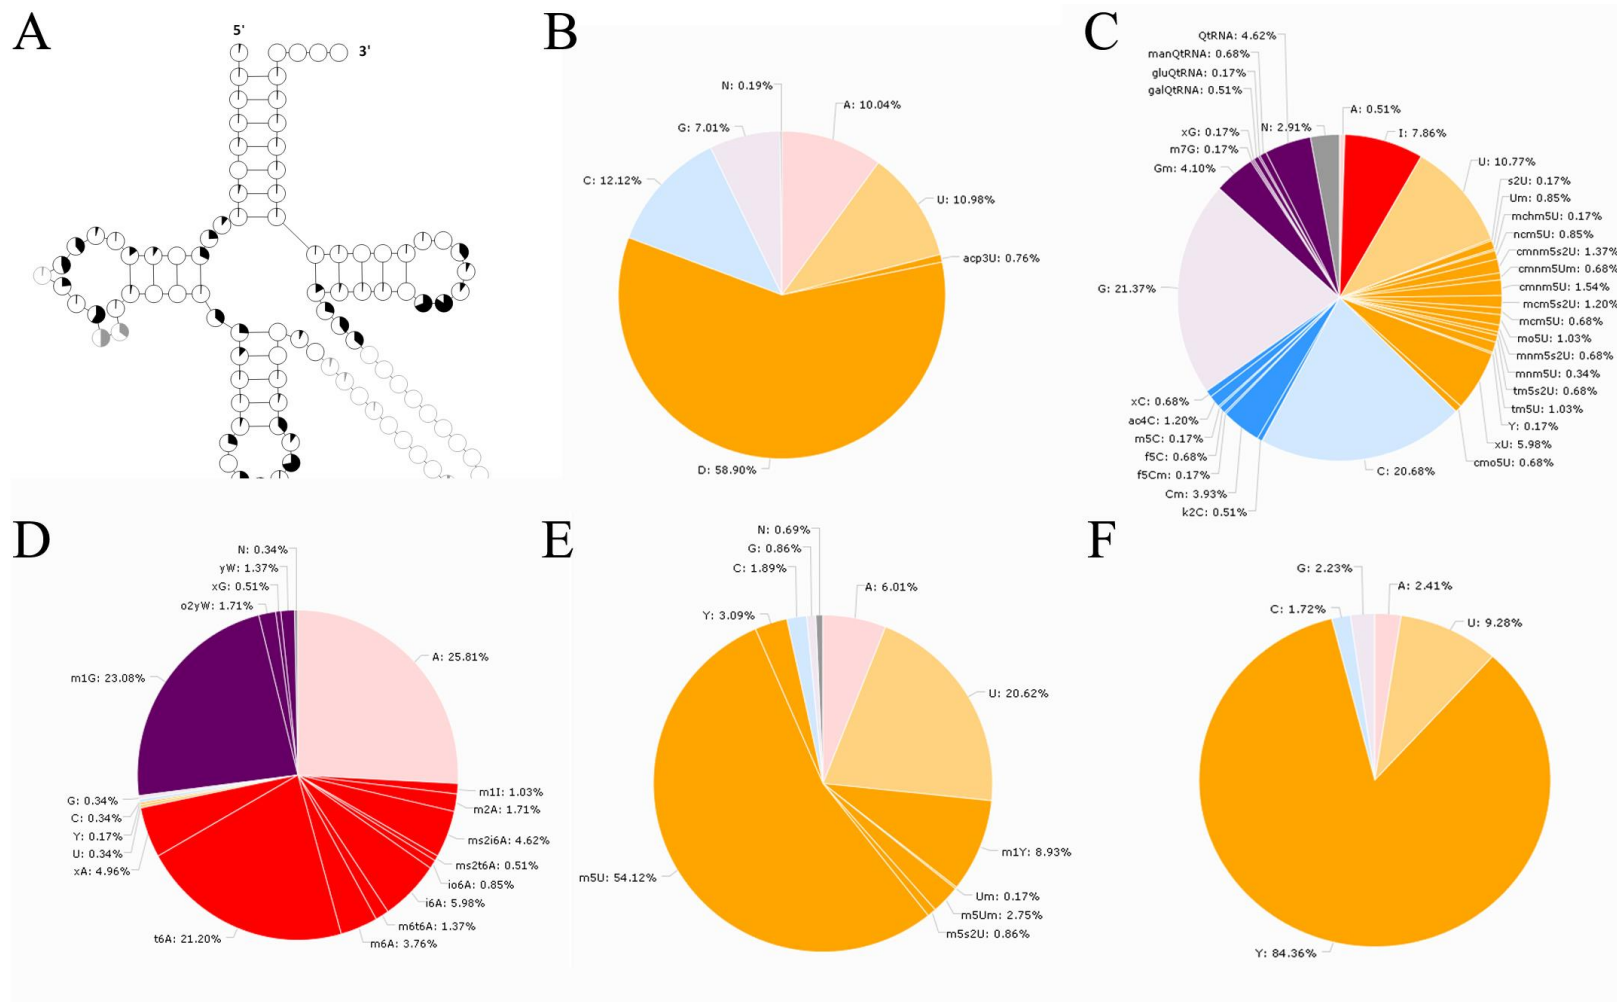 A
5'
3'
B
N: 0.19%
A: 10.04%
G: 7.01%
C: 12.12%
U: 10.98%
acp3U: 0.76%
D: 58.90%
C
QtRNA: 4.62%
manQtRNA: 0.68%
gluQtRNA: 0.17%
galQtRNA: 0.51%
A: 0.51%
xG: 0.17%
N: 2.91%
I: 7.86%
m7G: 0.17%
Gm: 4.10%
U: 10.77%
s2U: 0.17%
Um: 0.85%
mchm5U: 0.17%
ncm5U: 0.85%
cmnm5s2U: 1.37%
cmnm5Um: 0.68%
G: 21.37%
cmnm5U: 1.54%
mcm5s2U: 1.20%
mcm5U: 0.68%
mo5U: 1.03%
mnm5s2U: 0.68%
mnm5U: 0.34%
tm5s2U: 0.68%
xC: 0.68%
tm5U: 1.03%
ac4C: 1.20%
Y: 0.17%
m5C: 0.17%
xU: 5.98%
f5C: 0.68%
cmo5U: 0.68%
f5Cm: 0.17%
C: 20.68%
Cm: 3.93%
k2C: 0.51%
D
N: 0.34%
yW: 1.37%
xG: 0.51%
o2yW: 1.71%
A: 25.81%
m1G: 23.08%
m1I: 1.03%
G: 0.34%
m2A: 1.71%
C: 0.34%
Y: 0.17%
ms2i6A: 4.62%
U: 0.34%
ms2t6A: 0.51%
xA: 4.96%
io6A: 0.85%
i6A: 5.98%
m6t6A: 1.37%
t6A: 21.20%
m6A: 3.76%
E
N: 0.69%
G: 0.86%
C: 1.89%
A: 6.01%
Y: 3.09%
U: 20.62%
m1Y: 8.93%
m5U: 54.12%
Um: 0.17%
m5Um: 2.75%
m5s2U: 0.86%
F
G: 2.23%
A: 2.41%
C: 1.72%
U: 9.28%
Y: 84.36%